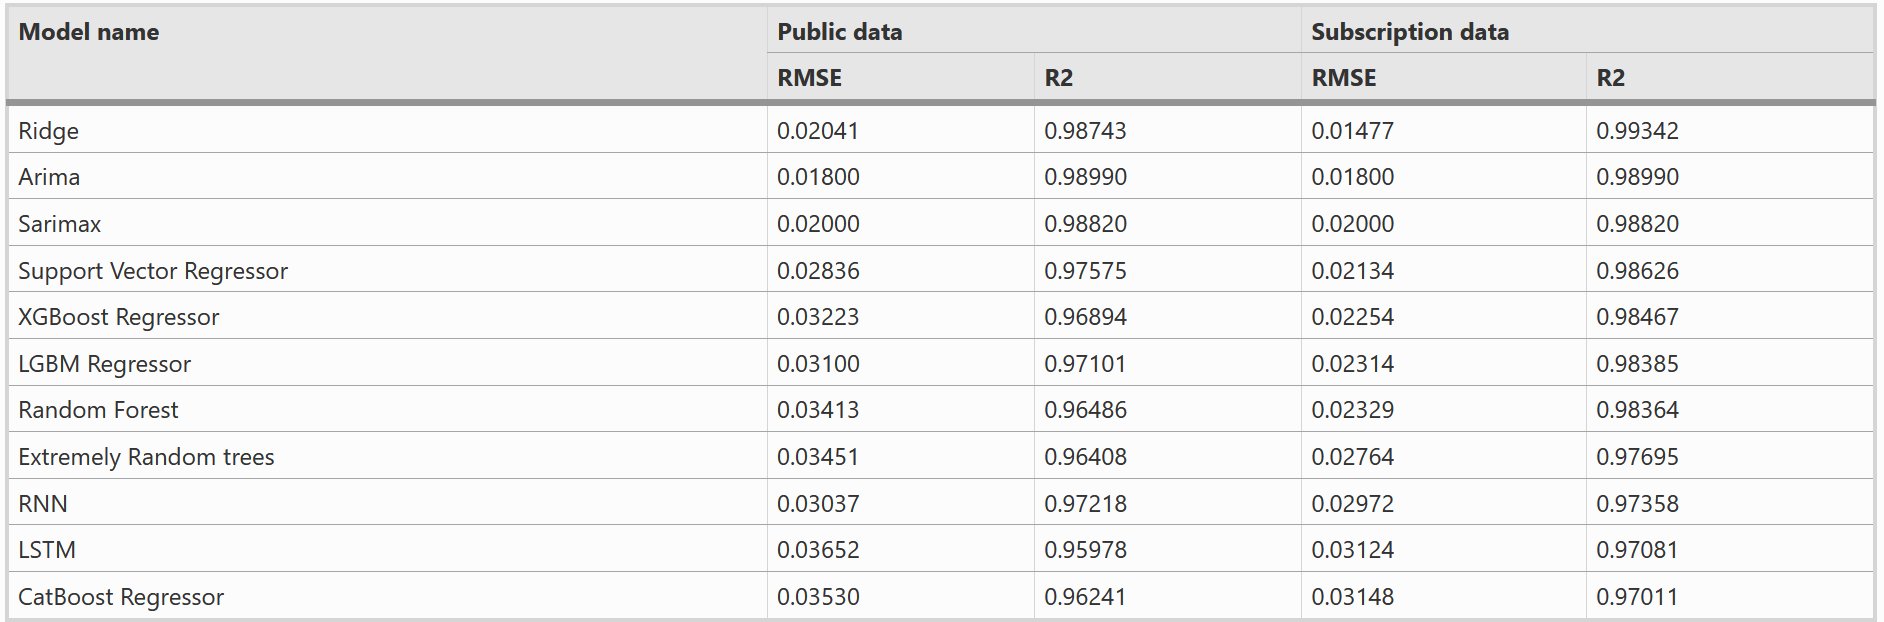 Model name Public data Subscription data
RMSE R2 RMSE R2
Ridge 0.02041 0.98743 0.01477 0.99342
Arima 0.01800 0.98990 0.01800 0.98990
Sarimax 0.02000 0.98820 0.02000 0.98820
Support Vector Regressor 0.02836 0.97575 0.02134 0.98626
XGBoost Regressor 0.03223 0.96894 0.02254 0.98467
LGBM Regressor 0.03100 0.97101 0.02314 0.98385
Random Forest 0.03413 0.96486 0.02329 0.98364
Extremely Random trees 0.03451 0.96408 0.02764 0.97695
RNN 0.03037 0.97218 0.02972 0.97358
LSTM 0.03652 0.95978 0.03124 0.97081
CatBoost Regressor 0.03530 0.96241 0.03148 0.97011